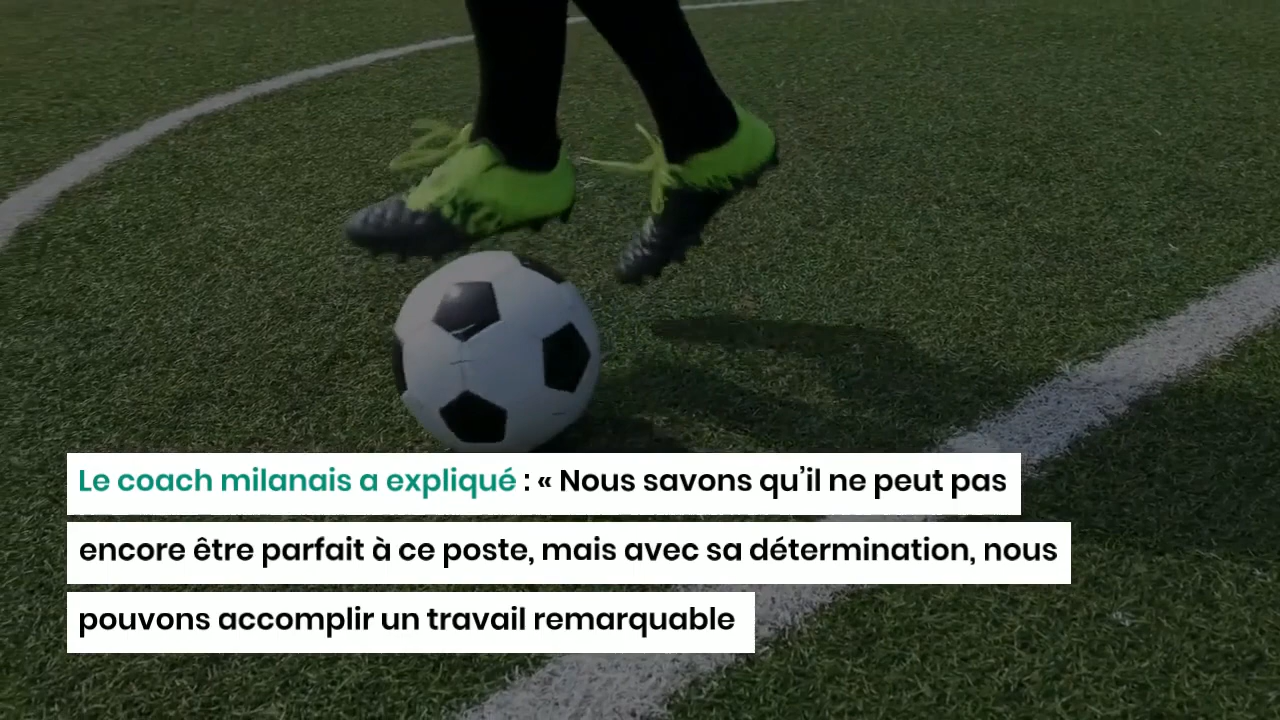 Le coach milanais a expliqué : « Nous savons qu’il ne peut pas
encore être parfait à ce poste, mais avec sa détermination, nous
pouvons accomplir un travail remarquable